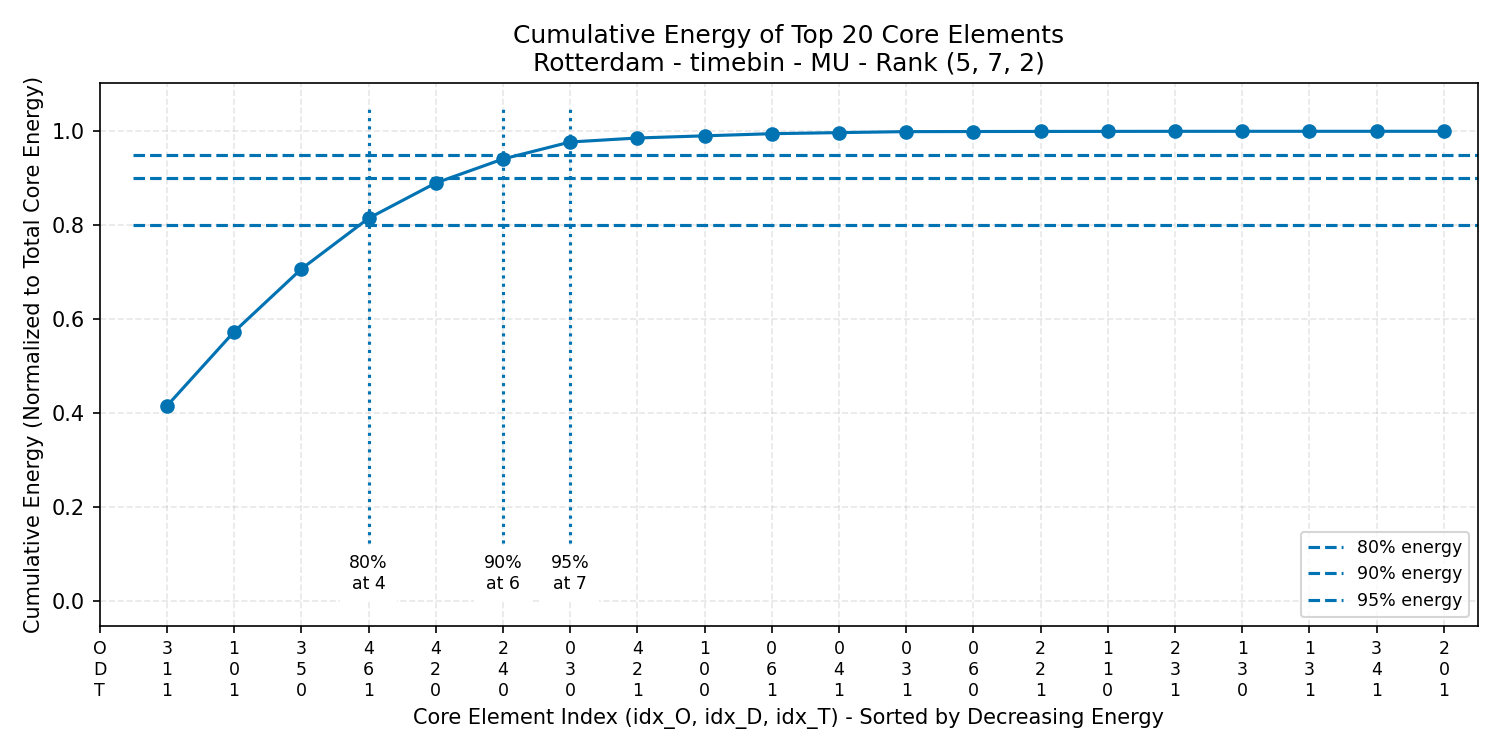 Cumulative Energy of Top 20 Core Elements
Rotterdam - timebin - MU - Rank (5, 7, 2)
Cumulative Energy (Normalized to Total Core Energy)
1.0
0.8
0.6
0.4
0.2
0.0
80%
at 4
90%
at 6
95%
at 7
80% energy
90% energy
95% energy
O 3 1 3 4 4 2 0 4 1 0 0 0 0 2 1 2 1 1 3 2
D 1 0 5 6 2 4 3 2 0 6 4 3 6 2 1 3 3 3 4 0
T 1 1 0 1 0 0 0 1 0 1 1 1 0 1 0 1 0 1 1 1
Core Element Index (idx_O, idx_D, idx_T) - Sorted by Decreasing Energy